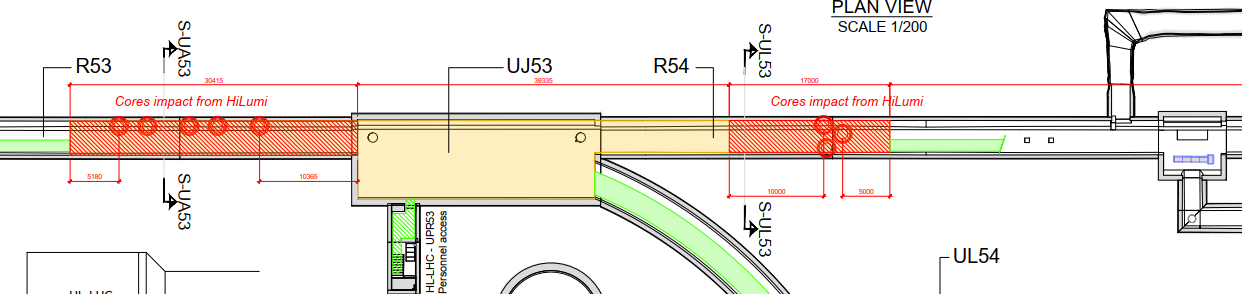 PLAN VIEW
SCALE 1/200
S-UA53
S-UL53
R53
UJ53
R54
30415
39335
17000
Cores impact from HiLumi
Cores impact from HiLumi
5180
10365
10000
5000
S-UA53
S-UL53
HL-LHC - UPR53
Personnel access
UL54